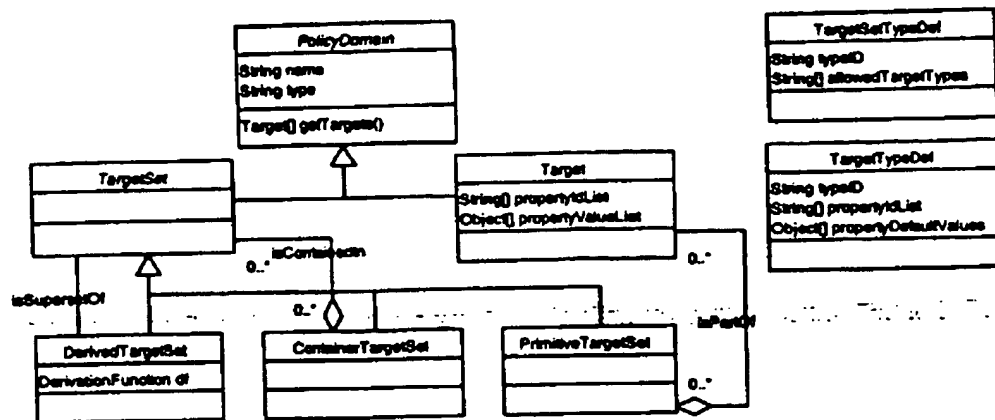 PolicyDomain
String name
String type
Target[] getTargets()
TargetSetTypeDef
String typeID
String[] allowedTargetTypes
TargetSet
Target
String[] propertyIdList
Object[] propertyValueList
TargetTypeDef
String typeID
String[] propertyIdList
Object[] propertyDefaultValues
isContainedIn
0..*
0..*
isSupersetOf
0..*
isPartOf
DerivedTargetSet
DerivationFunction df
ContainerTargetSet
PrimitiveTargetSet
0..*